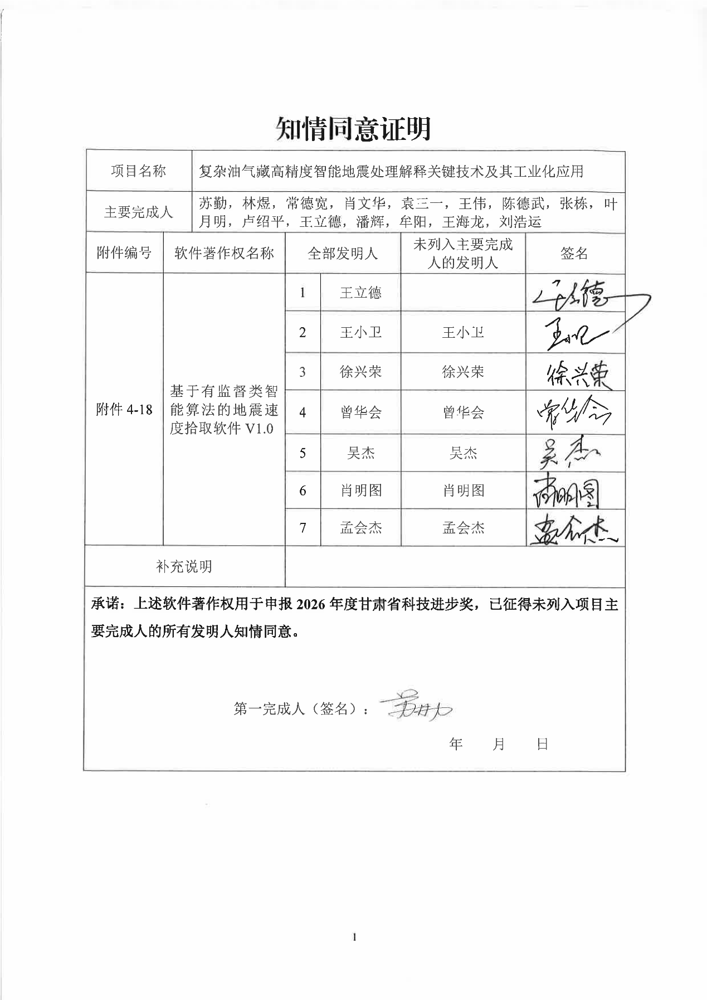 知情同意证明
项目名称 复杂油气藏高精度智能地震处理解释关键技术及其工业化应用
主要完成人 苏勤，林煜，常德宽，肖文华，袁三一，王伟，陈德武，张栋，叶
月明，卢绍平，王立德，潘辉，牟阳，王海龙，刘浩运
附件编号 软件著作权名称 全部发明人 未列入主要完成
人的发明人 签名
附件 4-18 基于有监督类智
能算法的地震速
度拾取软件 V1.0
1 王立德 王立德
2 王小卫 王小卫 王小卫
3 徐兴荣 徐兴荣 徐兴荣
4 曾华会 曾华会 曾华会
5 吴杰 吴杰 吴杰
6 肖明图 肖明图 肖明图
7 孟会杰 孟会杰 孟会杰
补充说明
承诺：上述软件著作权用于申报 2026 年度甘肃省科技进步奖，已征得未列入项目主
要完成人的所有发明人知情同意。
第一完成人（签名）： 苏勤
年 月 日
1